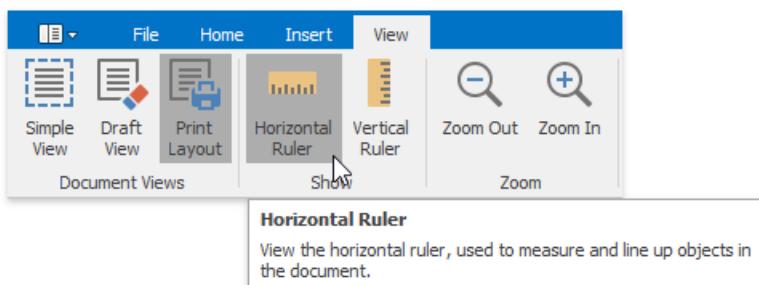 File Home Insert View
Simple View
Draft View
Print Layout
Horizontal Ruler
Vertical Ruler
Zoom Out
Zoom In
Document Views
Show
Zoom
Horizontal Ruler
View the horizontal ruler, used to measure and line up objects in
the document.